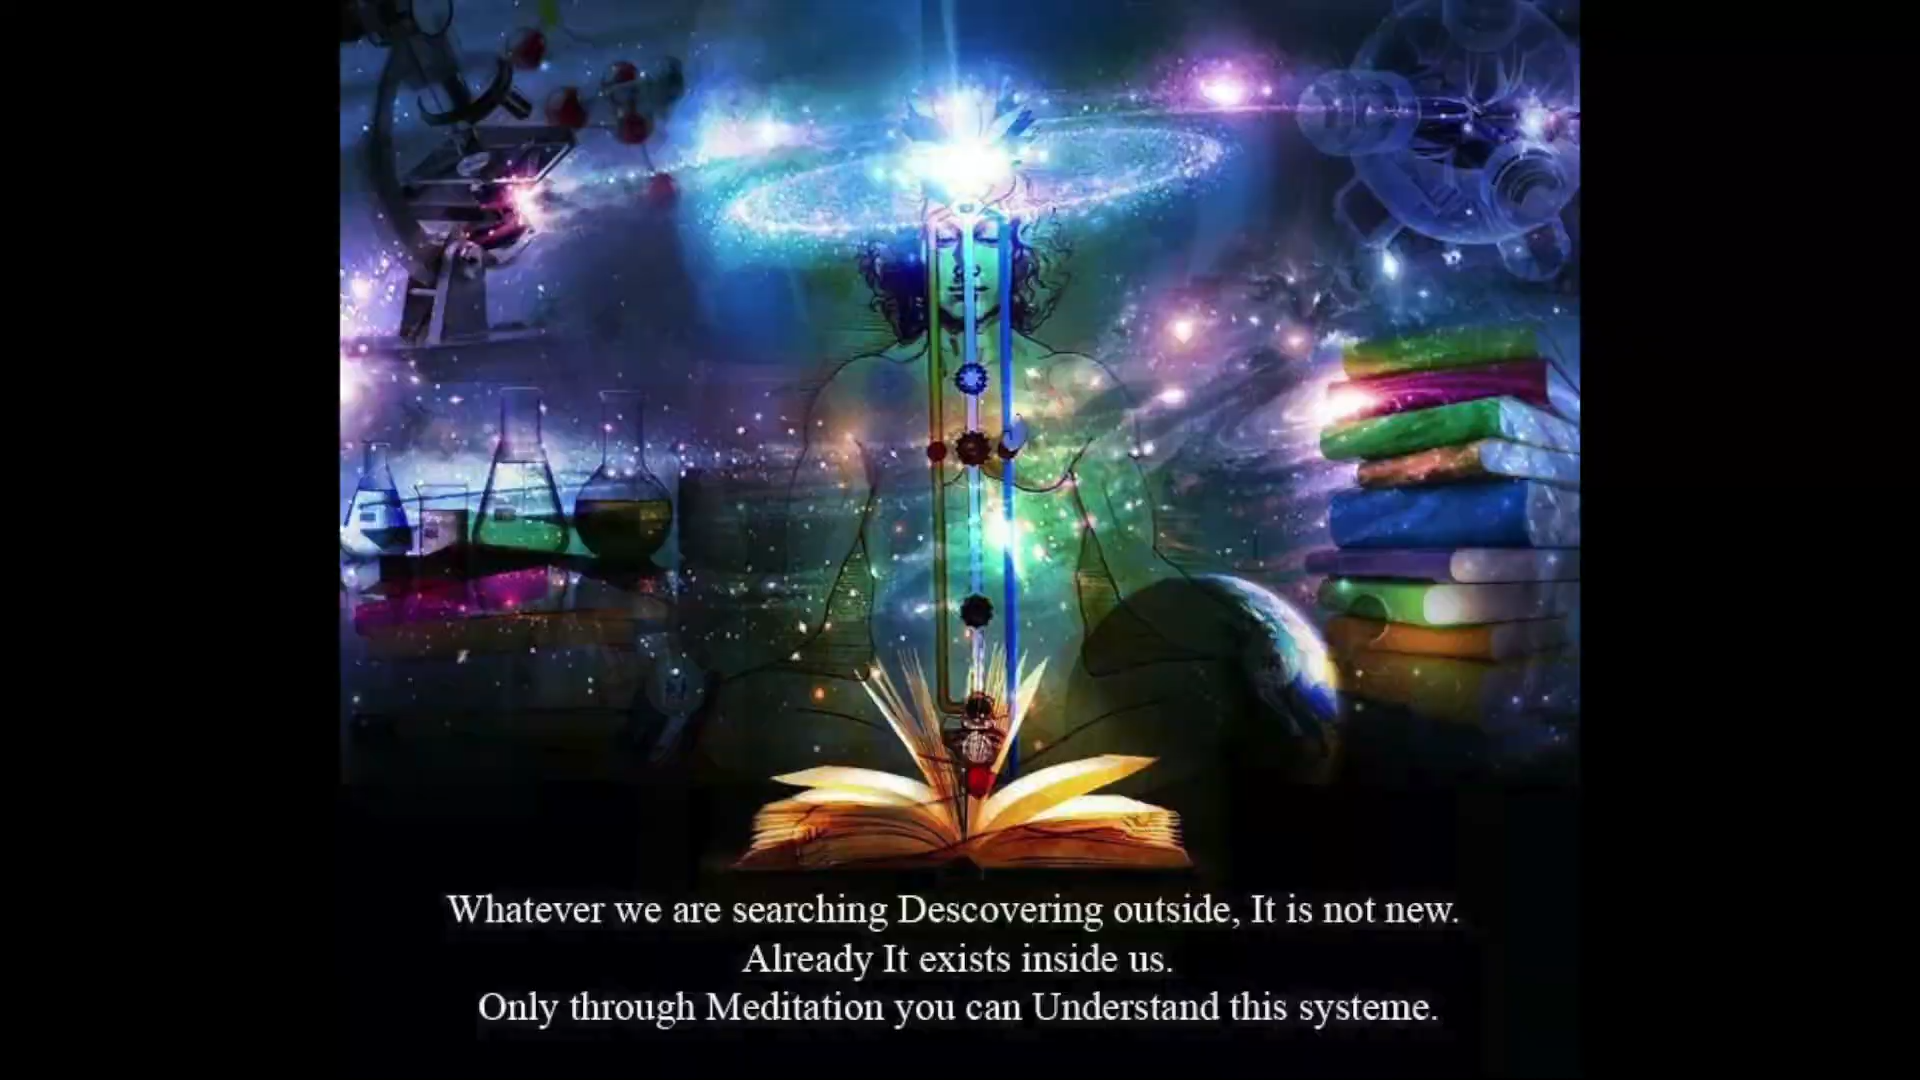 Whatever we are searching Descovering outside, It is not new.
Already It exists inside us.
Only through Meditation you can Understand this systeme.